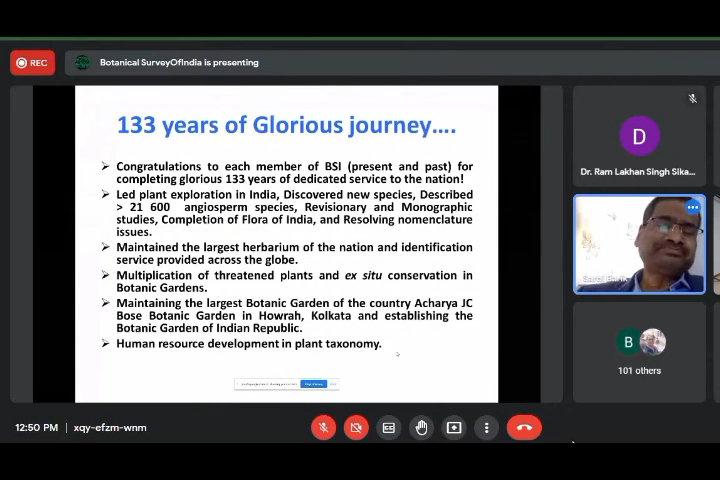 REC
Botanical SurveyOfIndia is presenting
133 years of Glorious journey....
➢ Congratulations to each member of BSI (present and past) for
completing glorious 133 years of dedicated service to the nation!
➢ Led plant exploration in India, Discovered new species, Described
> 21 600 angiosperm species, Revisionary and Monographic
studies, Completion of Flora of India, and Resolving nomenclature
issues.
➢ Maintained the largest herbarium of the nation and identification
service provided across the globe.
➢ Multiplication of threatened plants and ex situ conservation in
Botanic Gardens.
➢ Maintaining the largest Botanic Garden of the country Acharya JC
Bose Botanic Garden in Howrah, Kolkata and establishing the
Botanic Garden of Indian Republic.
➢ Human resource development in plant taxonomy.
D
Dr. Ram Lakhan Singh Sika...
B
101 others
12:50 PM | xqy-efzm-wnm
CC